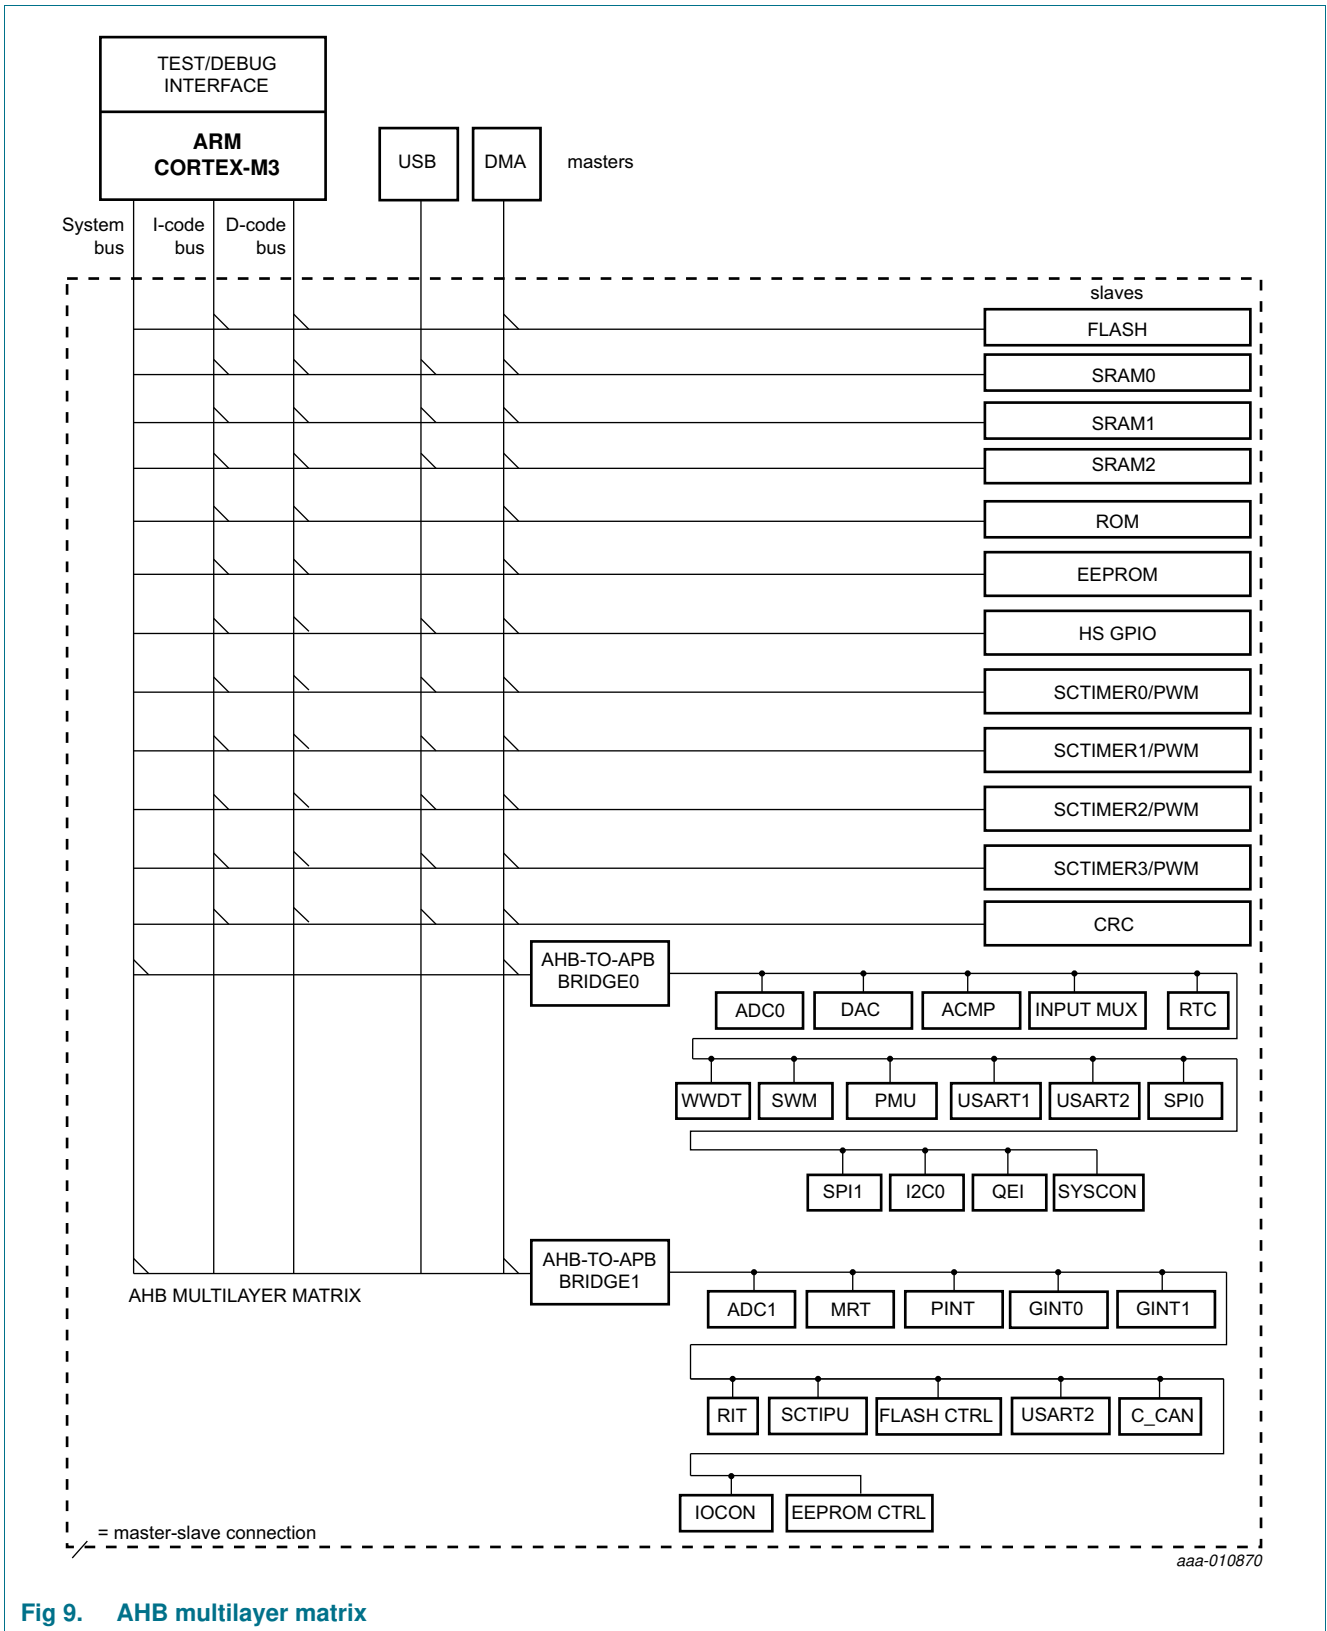 TEST/DEBUG
INTERFACE
ARM
CORTEX-M3
USB
DMA
masters
System
bus
I-code
bus
D-code
bus
slaves
FLASH
SRAM0
SRAM1
SRAM2
ROM
EEPROM
HS GPIO
SCTIMER0/PWM
SCTIMER1/PWM
SCTIMER2/PWM
SCTIMER3/PWM
CRC
AHB-TO-APB
BRIDGE0
ADC0
DAC
ACMP
INPUT MUX
RTC
WWDT
SWM
PMU
USART1
USART2
SPI0
SPI1
I2C0
QEI
SYSCON
AHB-TO-APB
BRIDGE1
AHB MULTILAYER MATRIX
ADC1
MRT
PINT
GINT0
GINT1
RIT
SCTIPU
FLASH CTRL
USART2
C_CAN
IOCON
EEPROM CTRL
= master-slave connection
aaa-010870
Fig 9. AHB multilayer matrix